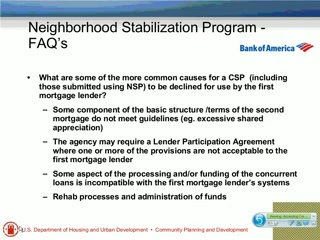 Neighborhood Stabilization Program -
FAQ's
Bank of America
• What are some of the more common causes for a CSP (including
those submitted using NSP) to be declined for use by the first
mortgage lender?
– Some component of the basic structure /terms of the second
mortgage do not meet guidelines (eg. excessive shared
appreciation)
– The agency may require a Lender Participation Agreement
where one or more of the provisions are not acceptable to the
first mortgage lender
– Some aspect of the processing and/or funding of the concurrent
loans is incompatible with the first mortgage lender's systems
– Rehab processes and administration of funds
U.S. Department of Housing and Urban Development • Community Planning and Development